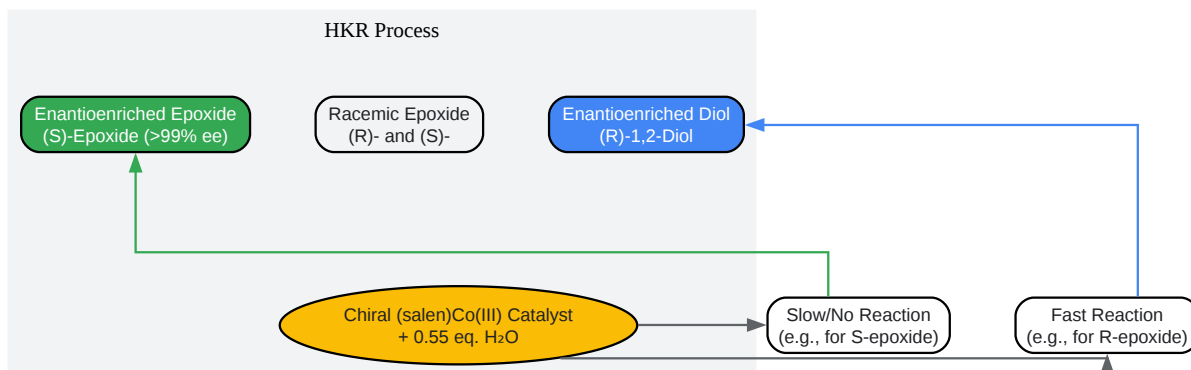 HKR Process
Enantioenriched Epoxide
(S)-Epoxide (>99% ee)
Racemic Epoxide
(R)- and (S)-
Enantioenriched Diol
(R)-1,2-Diol
Chiral (salen)Co(III) Catalyst
+ 0.55 eq. H₂O
Slow/No Reaction
(e.g., for S-epoxide)
Fast Reaction
(e.g., for R-epoxide)